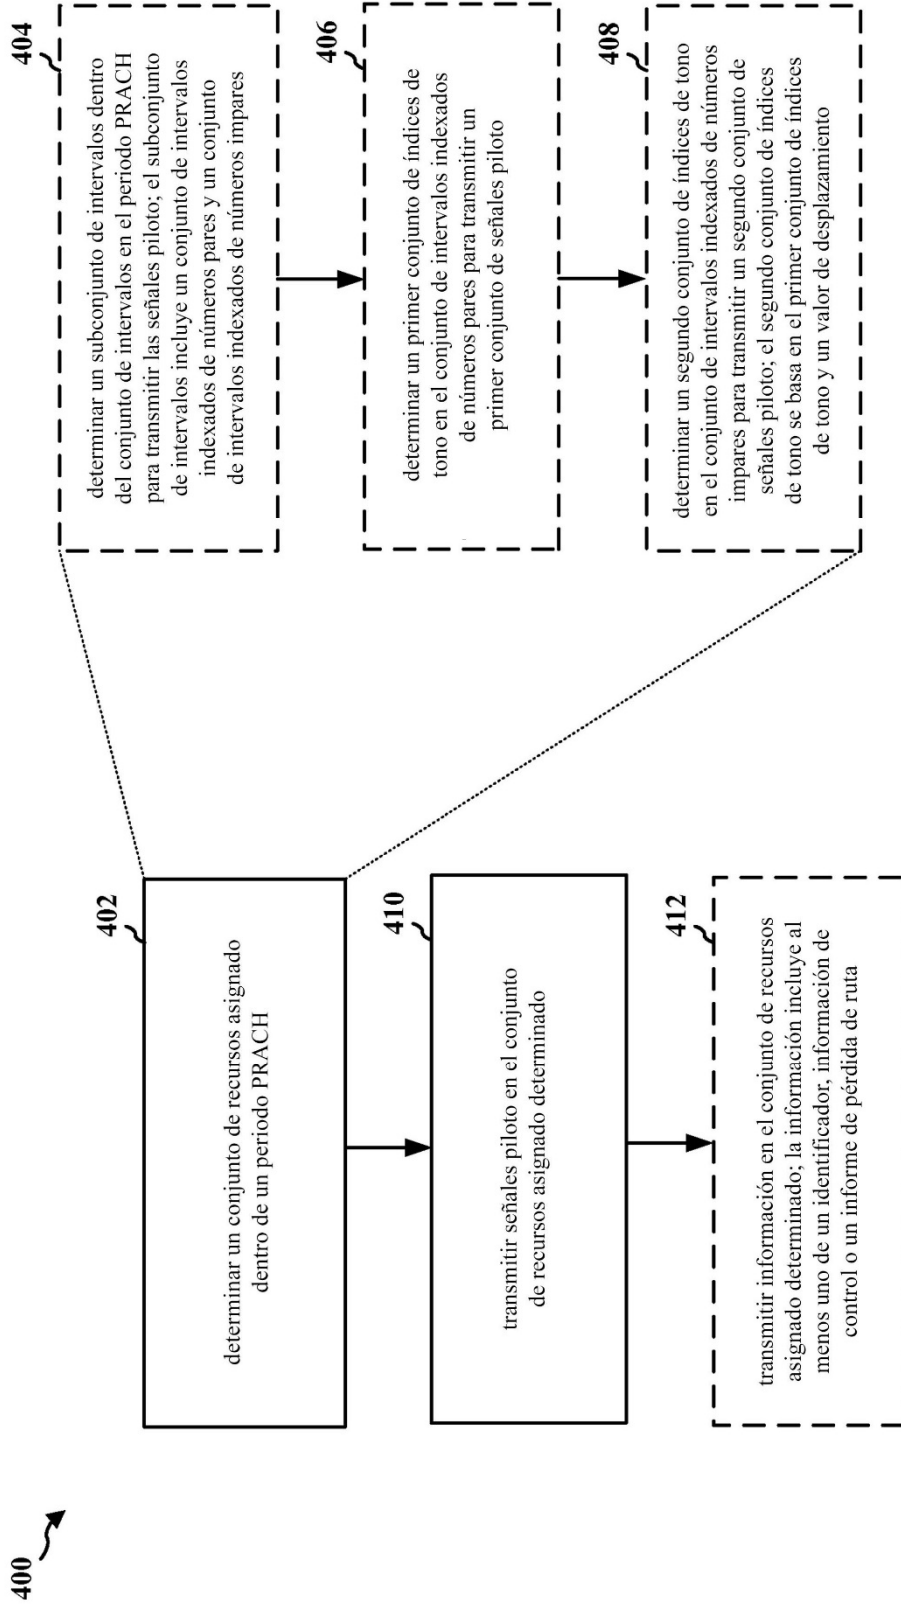 400
402
determinar un conjunto de recursos asignado
dentro de un periodo PRACH
410
transmitir señales piloto en el conjunto
de recursos asignado determinado
412
transmitir información en el conjunto de recursos
asignado determinado; la información incluye al
menos uno de un identificador, información de
control o un informe de pérdida de ruta
404
determinar un subconjunto de intervalos dentro
del conjunto de intervalos en el periodo PRACH
para transmitir las señales piloto; el subconjunto
de intervalos incluye un conjunto de intervalos
indexados de números pares y un conjunto
de intervalos indexados de números impares
406
determinar un primer conjunto de índices de
tono en el conjunto de intervalos indexados
de números pares para transmitir un
primer conjunto de señales piloto
408
determinar un segundo conjunto de índices de tono
en el conjunto de intervalos indexados de números
impares para transmitir un segundo conjunto de
señales piloto; el segundo conjunto de índices
de tono se basa en el primer conjunto de índices
de tono y un valor de desplazamiento